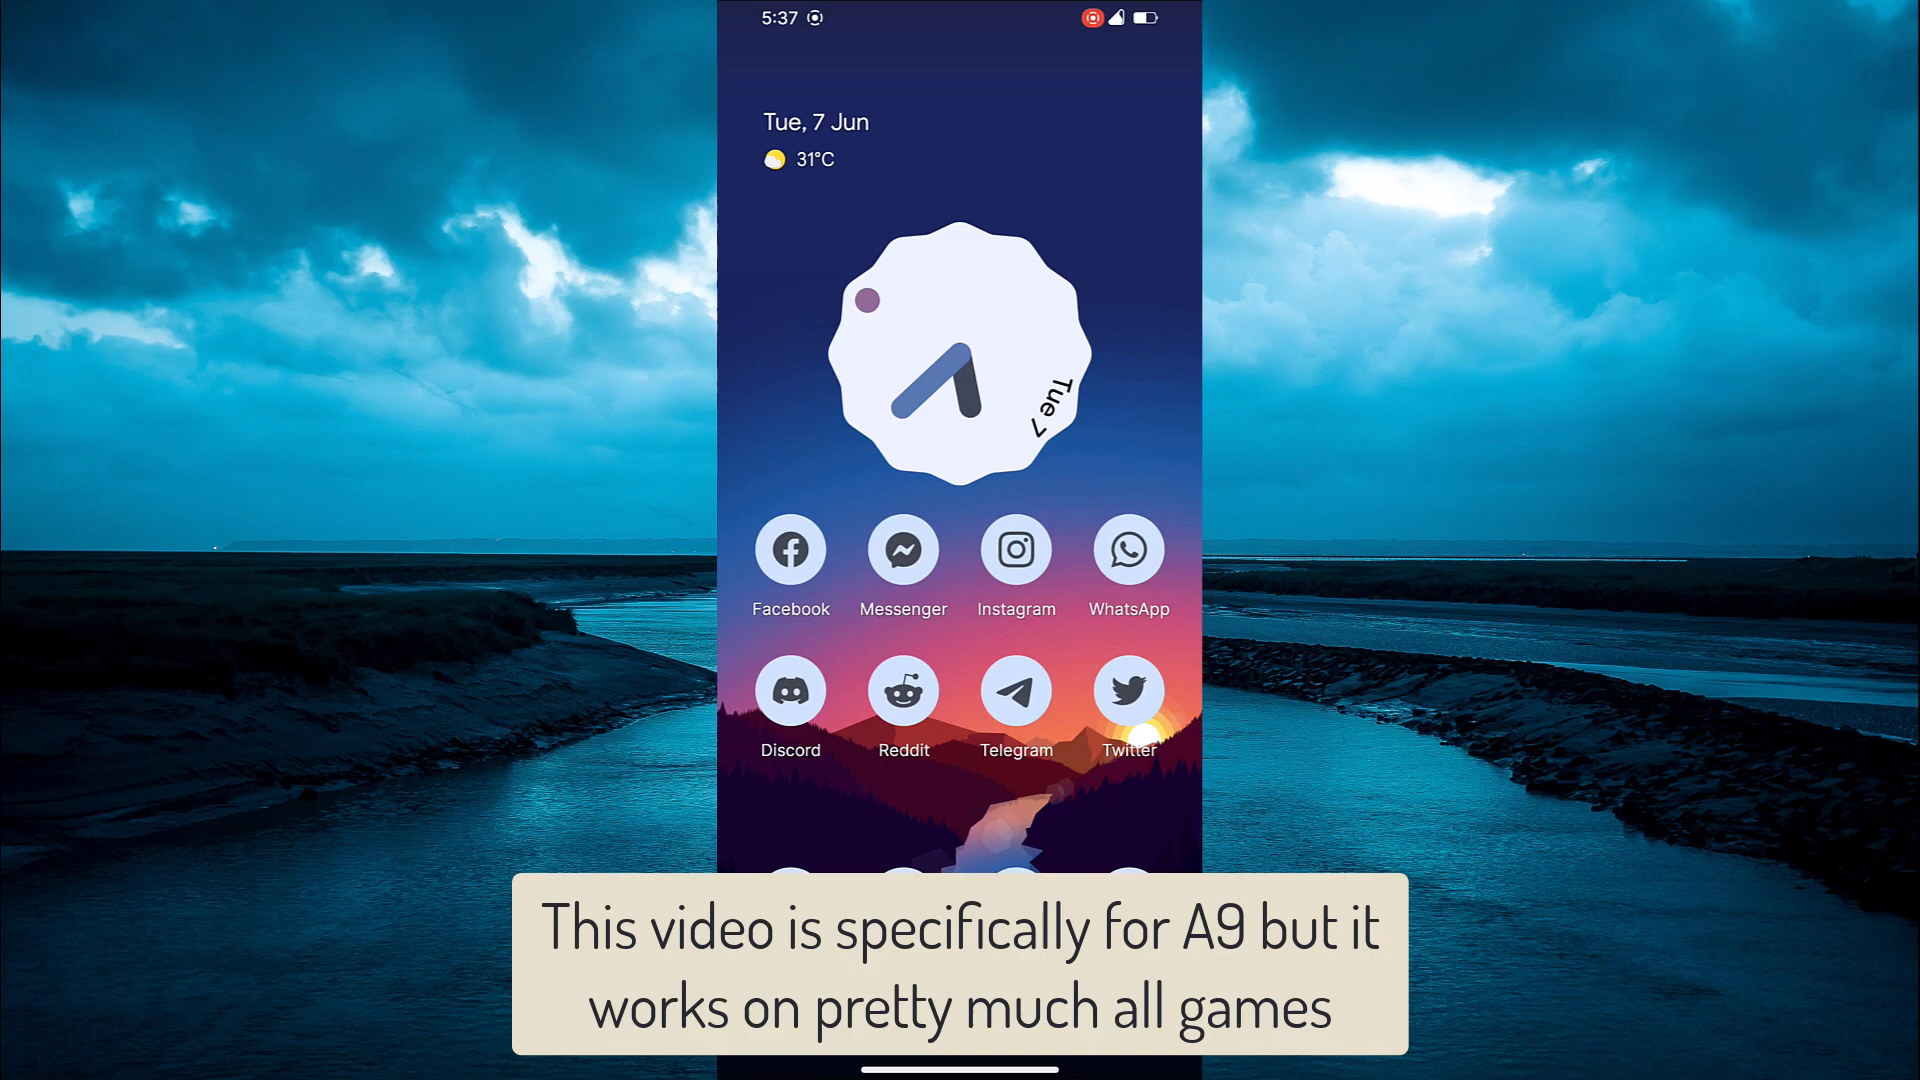 5:37
Tue, 7 Jun
31°C
Tue 7
Facebook Messenger Instagram WhatsApp
Discord Reddit Telegram Twitter
This video is specifically for A9 but it
works on pretty much all games